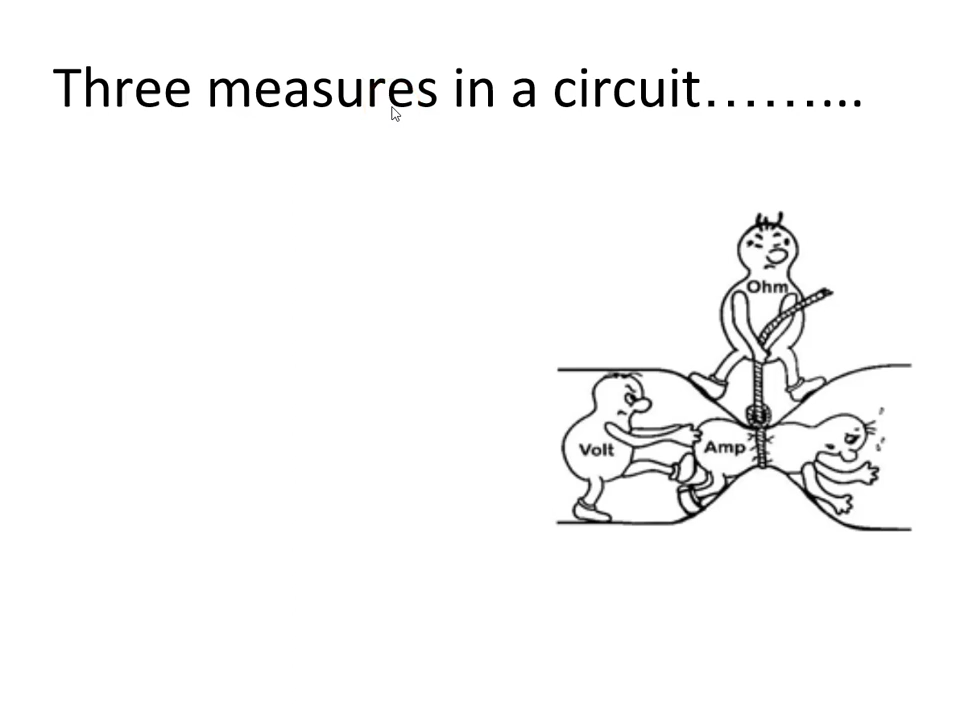 Three measures in a circuit……...
Ohm
Volt
Amp